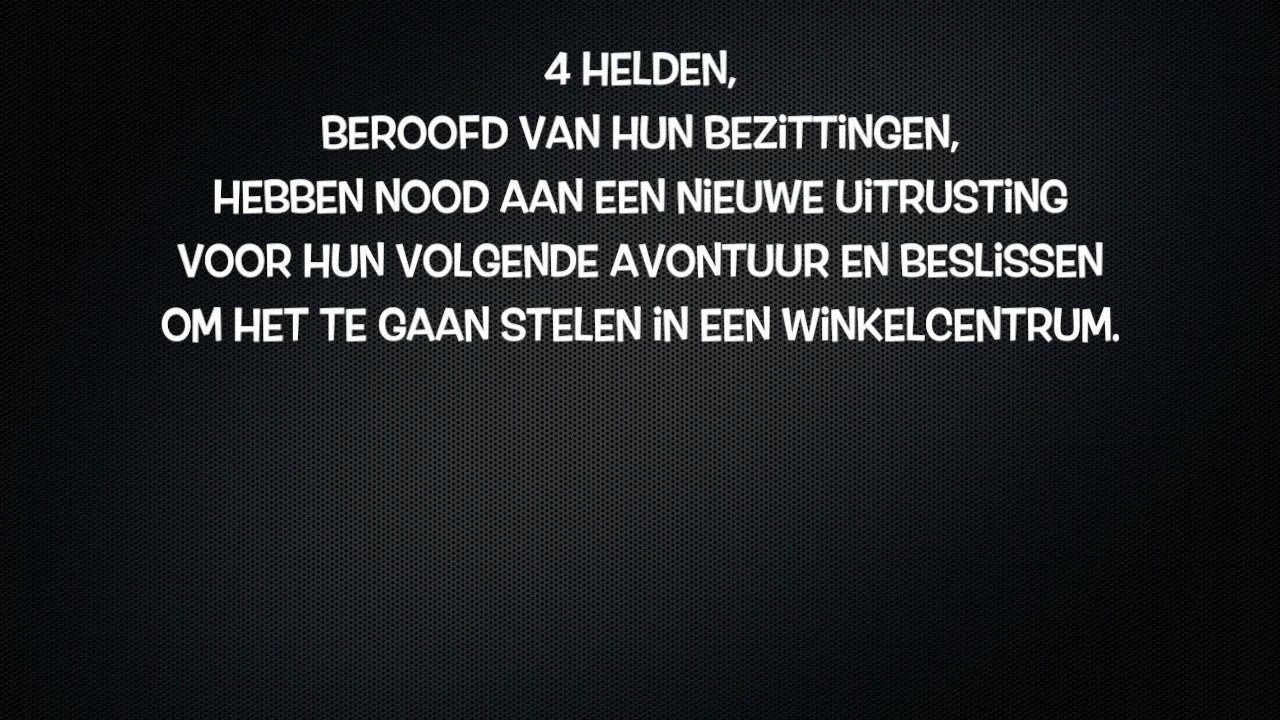 4 HELDEN,
BEROOFD VAN HUN BEZiTTiNGEN,
HEBBEN NOOD AAN EEN NiEUWE UiTRUSTiNG
VOOR HUN VOLGENDE AVONTUUR EN BESLiSSEN
OM HET TE GAAN STELEN iN EEN WiNKELCENTRUM.